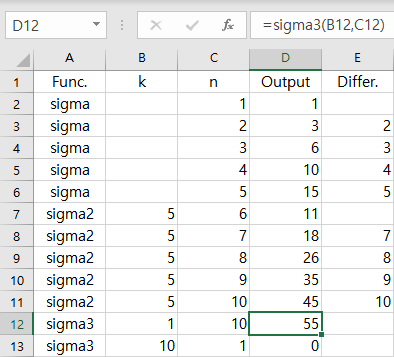 D12 fx =sigma3(B12,C12)
A B C D E
1 Func. k n Output Differ.
2 sigma 1 1
3 sigma 2 3 2
4 sigma 3 6 3
5 sigma 4 10 4
6 sigma 5 15 5
7 sigma2 5 6 11
8 sigma2 5 7 18 7
9 sigma2 5 8 26 8
10 sigma2 5 9 35 9
11 sigma2 5 10 45 10
12 sigma3 1 10 55
13 sigma3 10 1 0